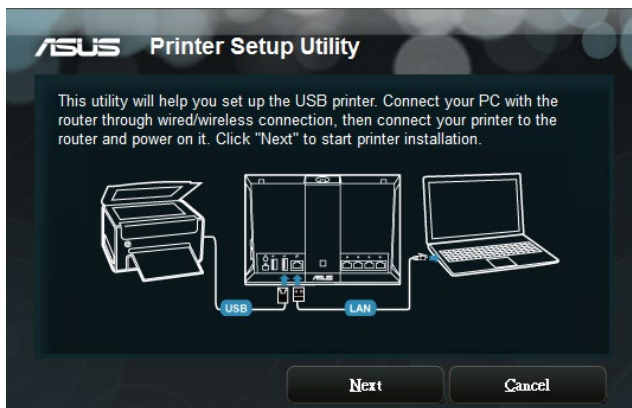 ASUS Printer Setup Utility
This utility will help you set up the USB printer. Connect your PC with the
router through wired/wireless connection, then connect your printer to the
router and power on it. Click "Next" to start printer installation.
ASUS
USB
LAN
Next
Cancel